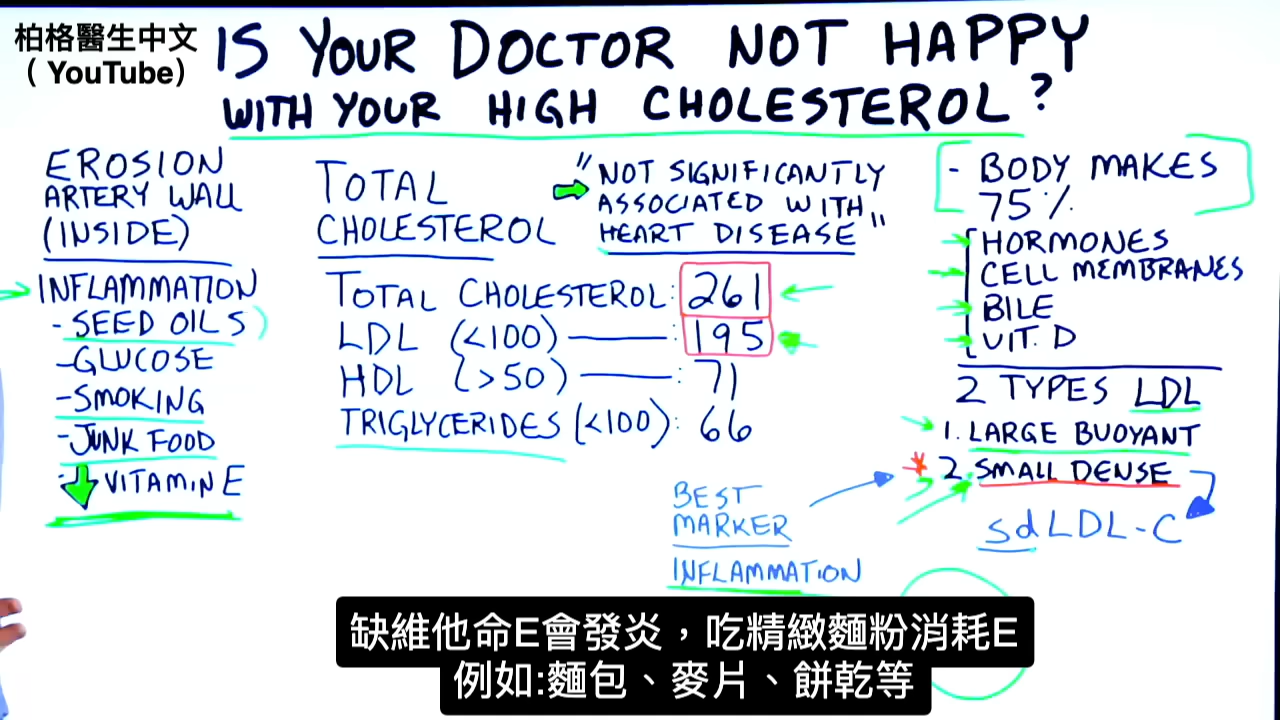 柏格醫生中文
（ YouTube）
IS YOUR DOCTOR NOT HAPPY
WITH YOUR HIGH CHOLESTEROL?
EROSION
ARTERY WALL
(INSIDE)
INFLAMMATION
- SEED OILS
- GLUCOSE
- SMOKING
- JUNK FOOD
- VITAMIN E
TOTAL
CHOLESTEROL
"NOT SIGNIFICANTLY
ASSOCIATED WITH
HEART DISEASE"
TOTAL CHOLESTEROL: 261
LDL (<100) : 195
HDL (>50) : 71
TRIGLYCERIDES (<100): 66
BEST
MARKER
INFLAMMATION
- BODY MAKES
75%
HORMONES
CELL MEMBRANES
BILE
VIT. D
2 TYPES LDL
1. LARGE BUOYANT
* 2. SMALL DENSE
sdLDL-C
缺維他命E會發炎，吃精緻麵粉消耗E
例如:麵包、麥片、餅乾等